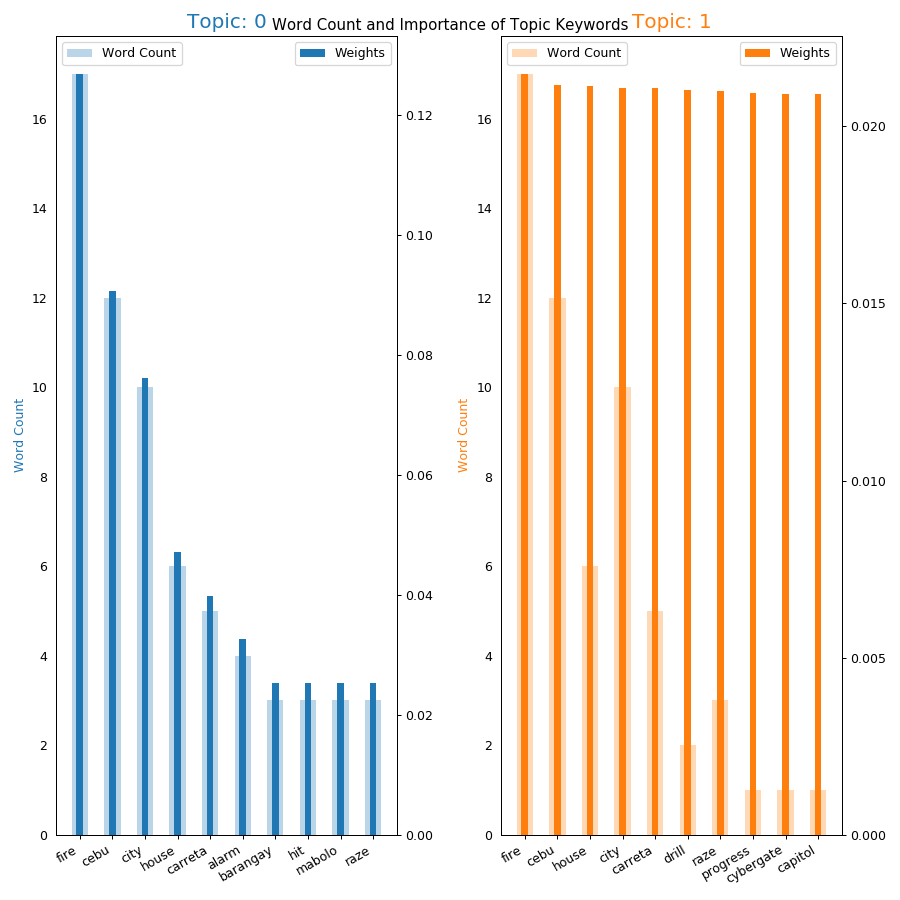 Topic: 0
Word Count and Importance of Topic Keywords
Topic: 1
Word Count
Weights
16
14
12
10
8
6
4
2
0
Word Count
0.12
0.10
0.08
0.06
0.04
0.02
0.00
fire
cebu
city
house
carreta
alarm
barangay
hit
mabolo
raze
Word Count
Weights
16
14
12
10
8
6
4
2
0
Word Count
0.020
0.015
0.010
0.005
0.000
fire
cebu
house
city
carreta
drill
raze
progress
cybergate
capitol